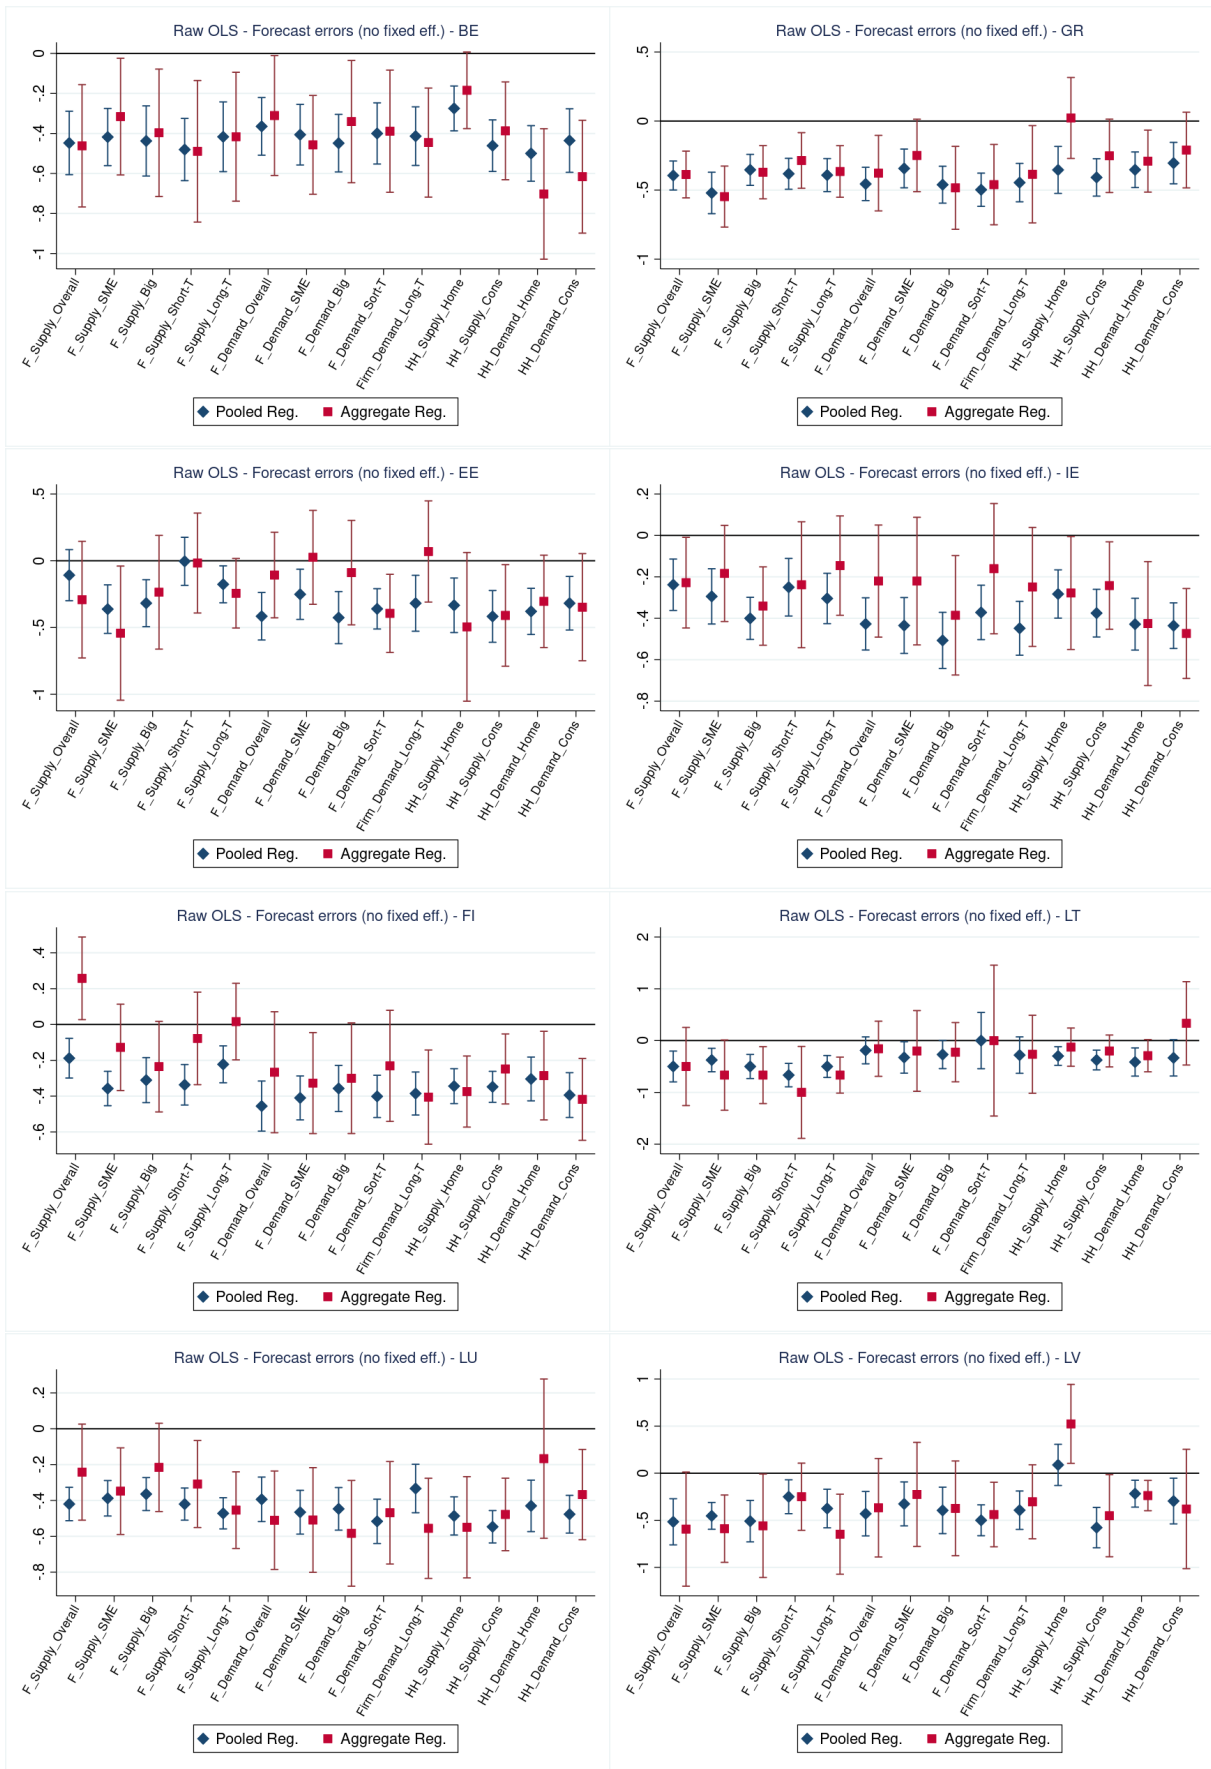 Raw OLS - Forecast errors (no fixed eff.) - BE
0
-.2
-.4
-.6
-.8
-1
F_Supply_Overall
F_Supply_SME
F_Supply_Big
F_Supply_Short-T
F_Supply_Long-T
F_Demand_Overall
F_Demand_SME
F_Demand_Big
F_Demand_Sort-T
Firm_Demand_Long-T
HH_Supply_Home
HH_Supply_Cons
HH_Demand_Home
HH_Demand_Cons
Pooled Reg. Aggregate Reg.
Raw OLS - Forecast errors (no fixed eff.) - GR
.5
0
-.5
-1
F_Supply_Overall
F_Supply_SME
F_Supply_Big
F_Supply_Short-T
F_Supply_Long-T
F_Demand_Overall
F_Demand_SME
F_Demand_Big
F_Demand_Sort-T
Firm_Demand_Long-T
HH_Supply_Home
HH_Supply_Cons
HH_Demand_Home
HH_Demand_Cons
Pooled Reg. Aggregate Reg.
Raw OLS - Forecast errors (no fixed eff.) - EE
.5
0
-.5
-1
F_Supply_Overall
F_Supply_SME
F_Supply_Big
F_Supply_Short-T
F_Supply_Long-T
F_Demand_Overall
F_Demand_SME
F_Demand_Big
F_Demand_Sort-T
Firm_Demand_Long-T
HH_Supply_Home
HH_Supply_Cons
HH_Demand_Home
HH_Demand_Cons
Pooled Reg. Aggregate Reg.
Raw OLS - Forecast errors (no fixed eff.) - IE
.2
0
-.2
-.4
-.6
-.8
F_Supply_Overall
F_Supply_SME
F_Supply_Big
F_Supply_Short-T
F_Supply_Long-T
F_Demand_Overall
F_Demand_SME
F_Demand_Big
F_Demand_Sort-T
Firm_Demand_Long-T
HH_Supply_Home
HH_Supply_Cons
HH_Demand_Home
HH_Demand_Cons
Pooled Reg. Aggregate Reg.
Raw OLS - Forecast errors (no fixed eff.) - FI
.4
.2
0
-.2
-.4
-.6
F_Supply_Overall
F_Supply_SME
F_Supply_Big
F_Supply_Short-T
F_Supply_Long-T
F_Demand_Overall
F_Demand_SME
F_Demand_Big
F_Demand_Sort-T
Firm_Demand_Long-T
HH_Supply_Home
HH_Supply_Cons
HH_Demand_Home
HH_Demand_Cons
Pooled Reg. Aggregate Reg.
Raw OLS - Forecast errors (no fixed eff.) - LT
2
1
0
-1
-2
F_Supply_Overall
F_Supply_SME
F_Supply_Big
F_Supply_Short-T
F_Supply_Long-T
F_Demand_Overall
F_Demand_SME
F_Demand_Big
F_Demand_Sort-T
Firm_Demand_Long-T
HH_Supply_Home
HH_Supply_Cons
HH_Demand_Home
HH_Demand_Cons
Pooled Reg. Aggregate Reg.
Raw OLS - Forecast errors (no fixed eff.) - LU
.2
0
-.2
-.4
-.6
-.8
F_Supply_Overall
F_Supply_SME
F_Supply_Big
F_Supply_Short-T
F_Supply_Long-T
F_Demand_Overall
F_Demand_SME
F_Demand_Big
F_Demand_Sort-T
Firm_Demand_Long-T
HH_Supply_Home
HH_Supply_Cons
HH_Demand_Home
HH_Demand_Cons
Pooled Reg. Aggregate Reg.
Raw OLS - Forecast errors (no fixed eff.) - LV
1
.5
0
-.5
-1
F_Supply_Overall
F_Supply_SME
F_Supply_Big
F_Supply_Short-T
F_Supply_Long-T
F_Demand_Overall
F_Demand_SME
F_Demand_Big
F_Demand_Sort-T
Firm_Demand_Long-T
HH_Supply_Home
HH_Supply_Cons
HH_Demand_Home
HH_Demand_Cons
Pooled Reg. Aggregate Reg.